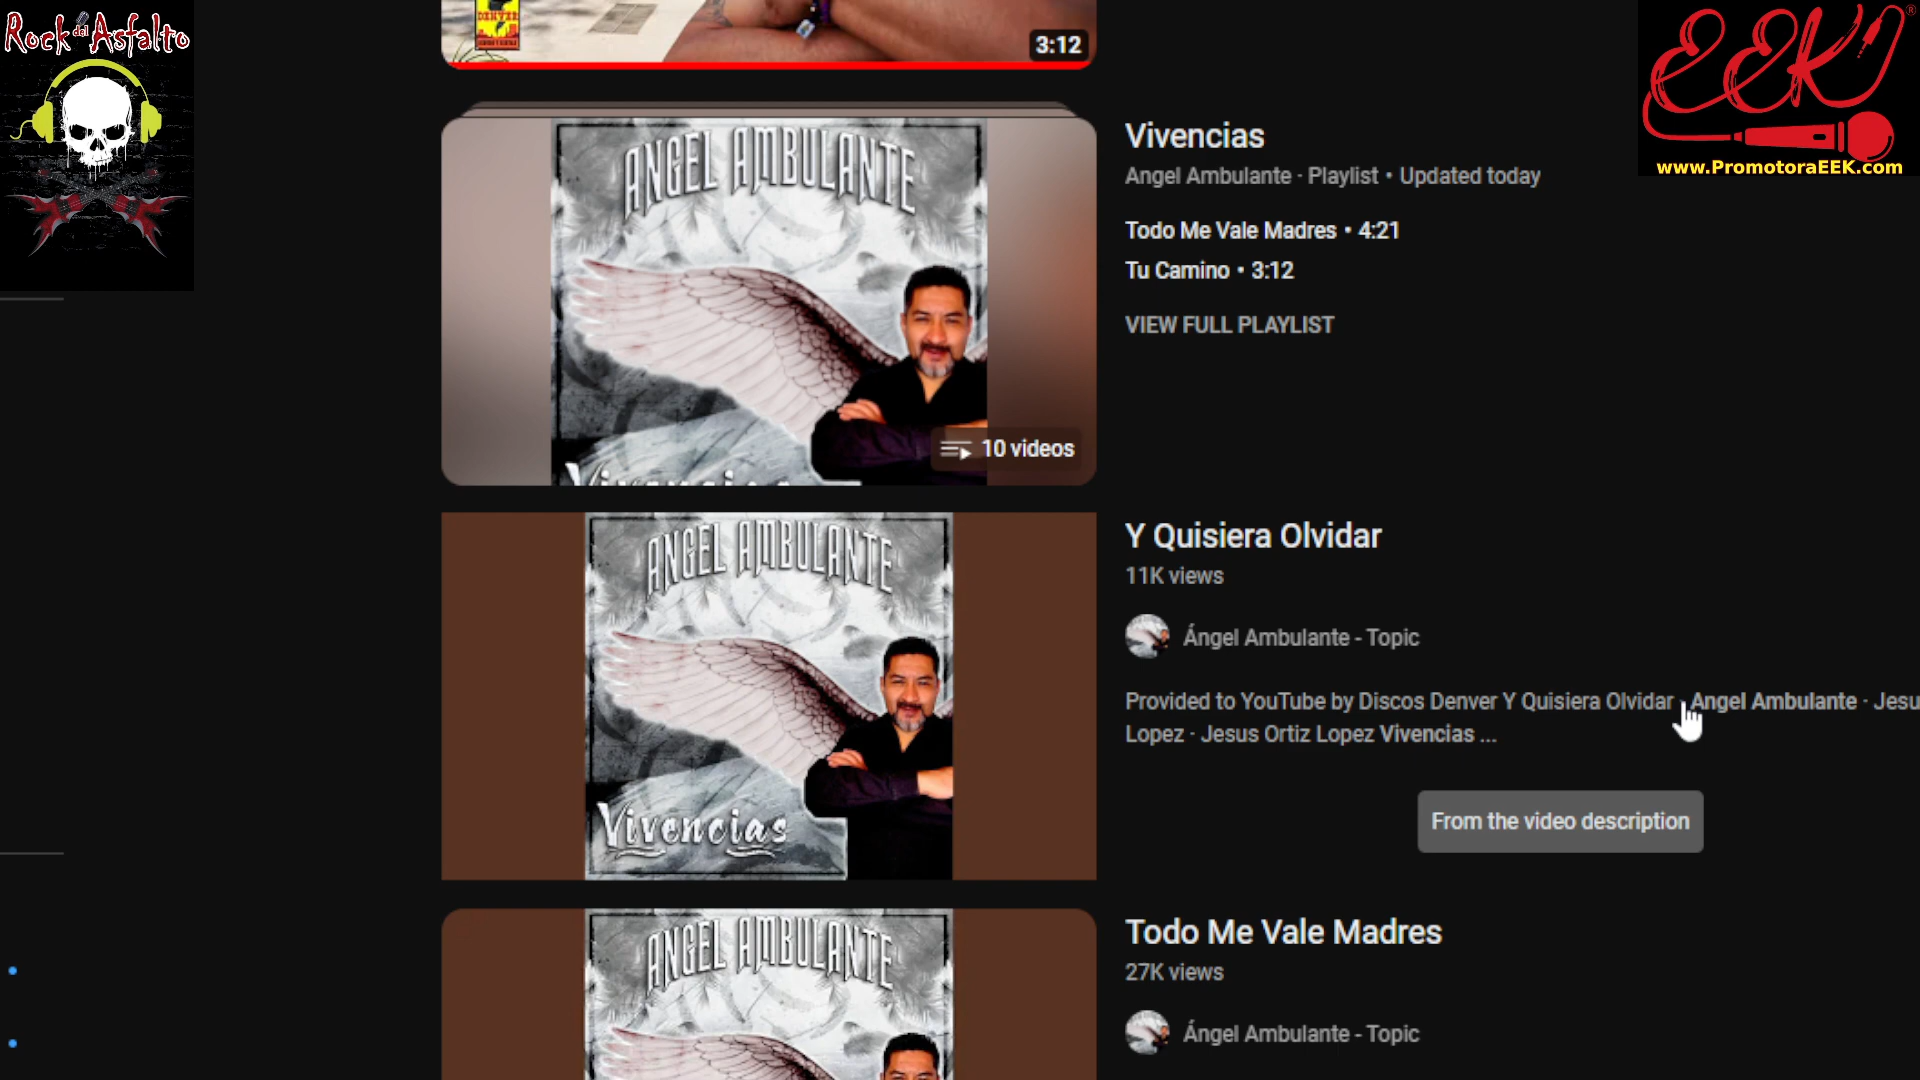 Rock del Asfalto
DENVER
3:12
EEK
®
www.PromotoraEEK.com
ANGEL AMBULANTE
Vivencias
10 videos
Vivencias
Angel Ambulante · Playlist • Updated today
Todo Me Vale Madres • 4:21
Tu Camino • 3:12
VIEW FULL PLAYLIST
ANGEL AMBULANTE
Vivencias
Y Quisiera Olvidar
11K views
Ángel Ambulante - Topic
Provided to YouTube by Discos Denver Y Quisiera Olvidar · Angel Ambulante · Jesu
Lopez · Jesus Ortiz Lopez Vivencias ...
From the video description
ANGEL AMBULANTE
Todo Me Vale Madres
27K views
Ángel Ambulante - Topic